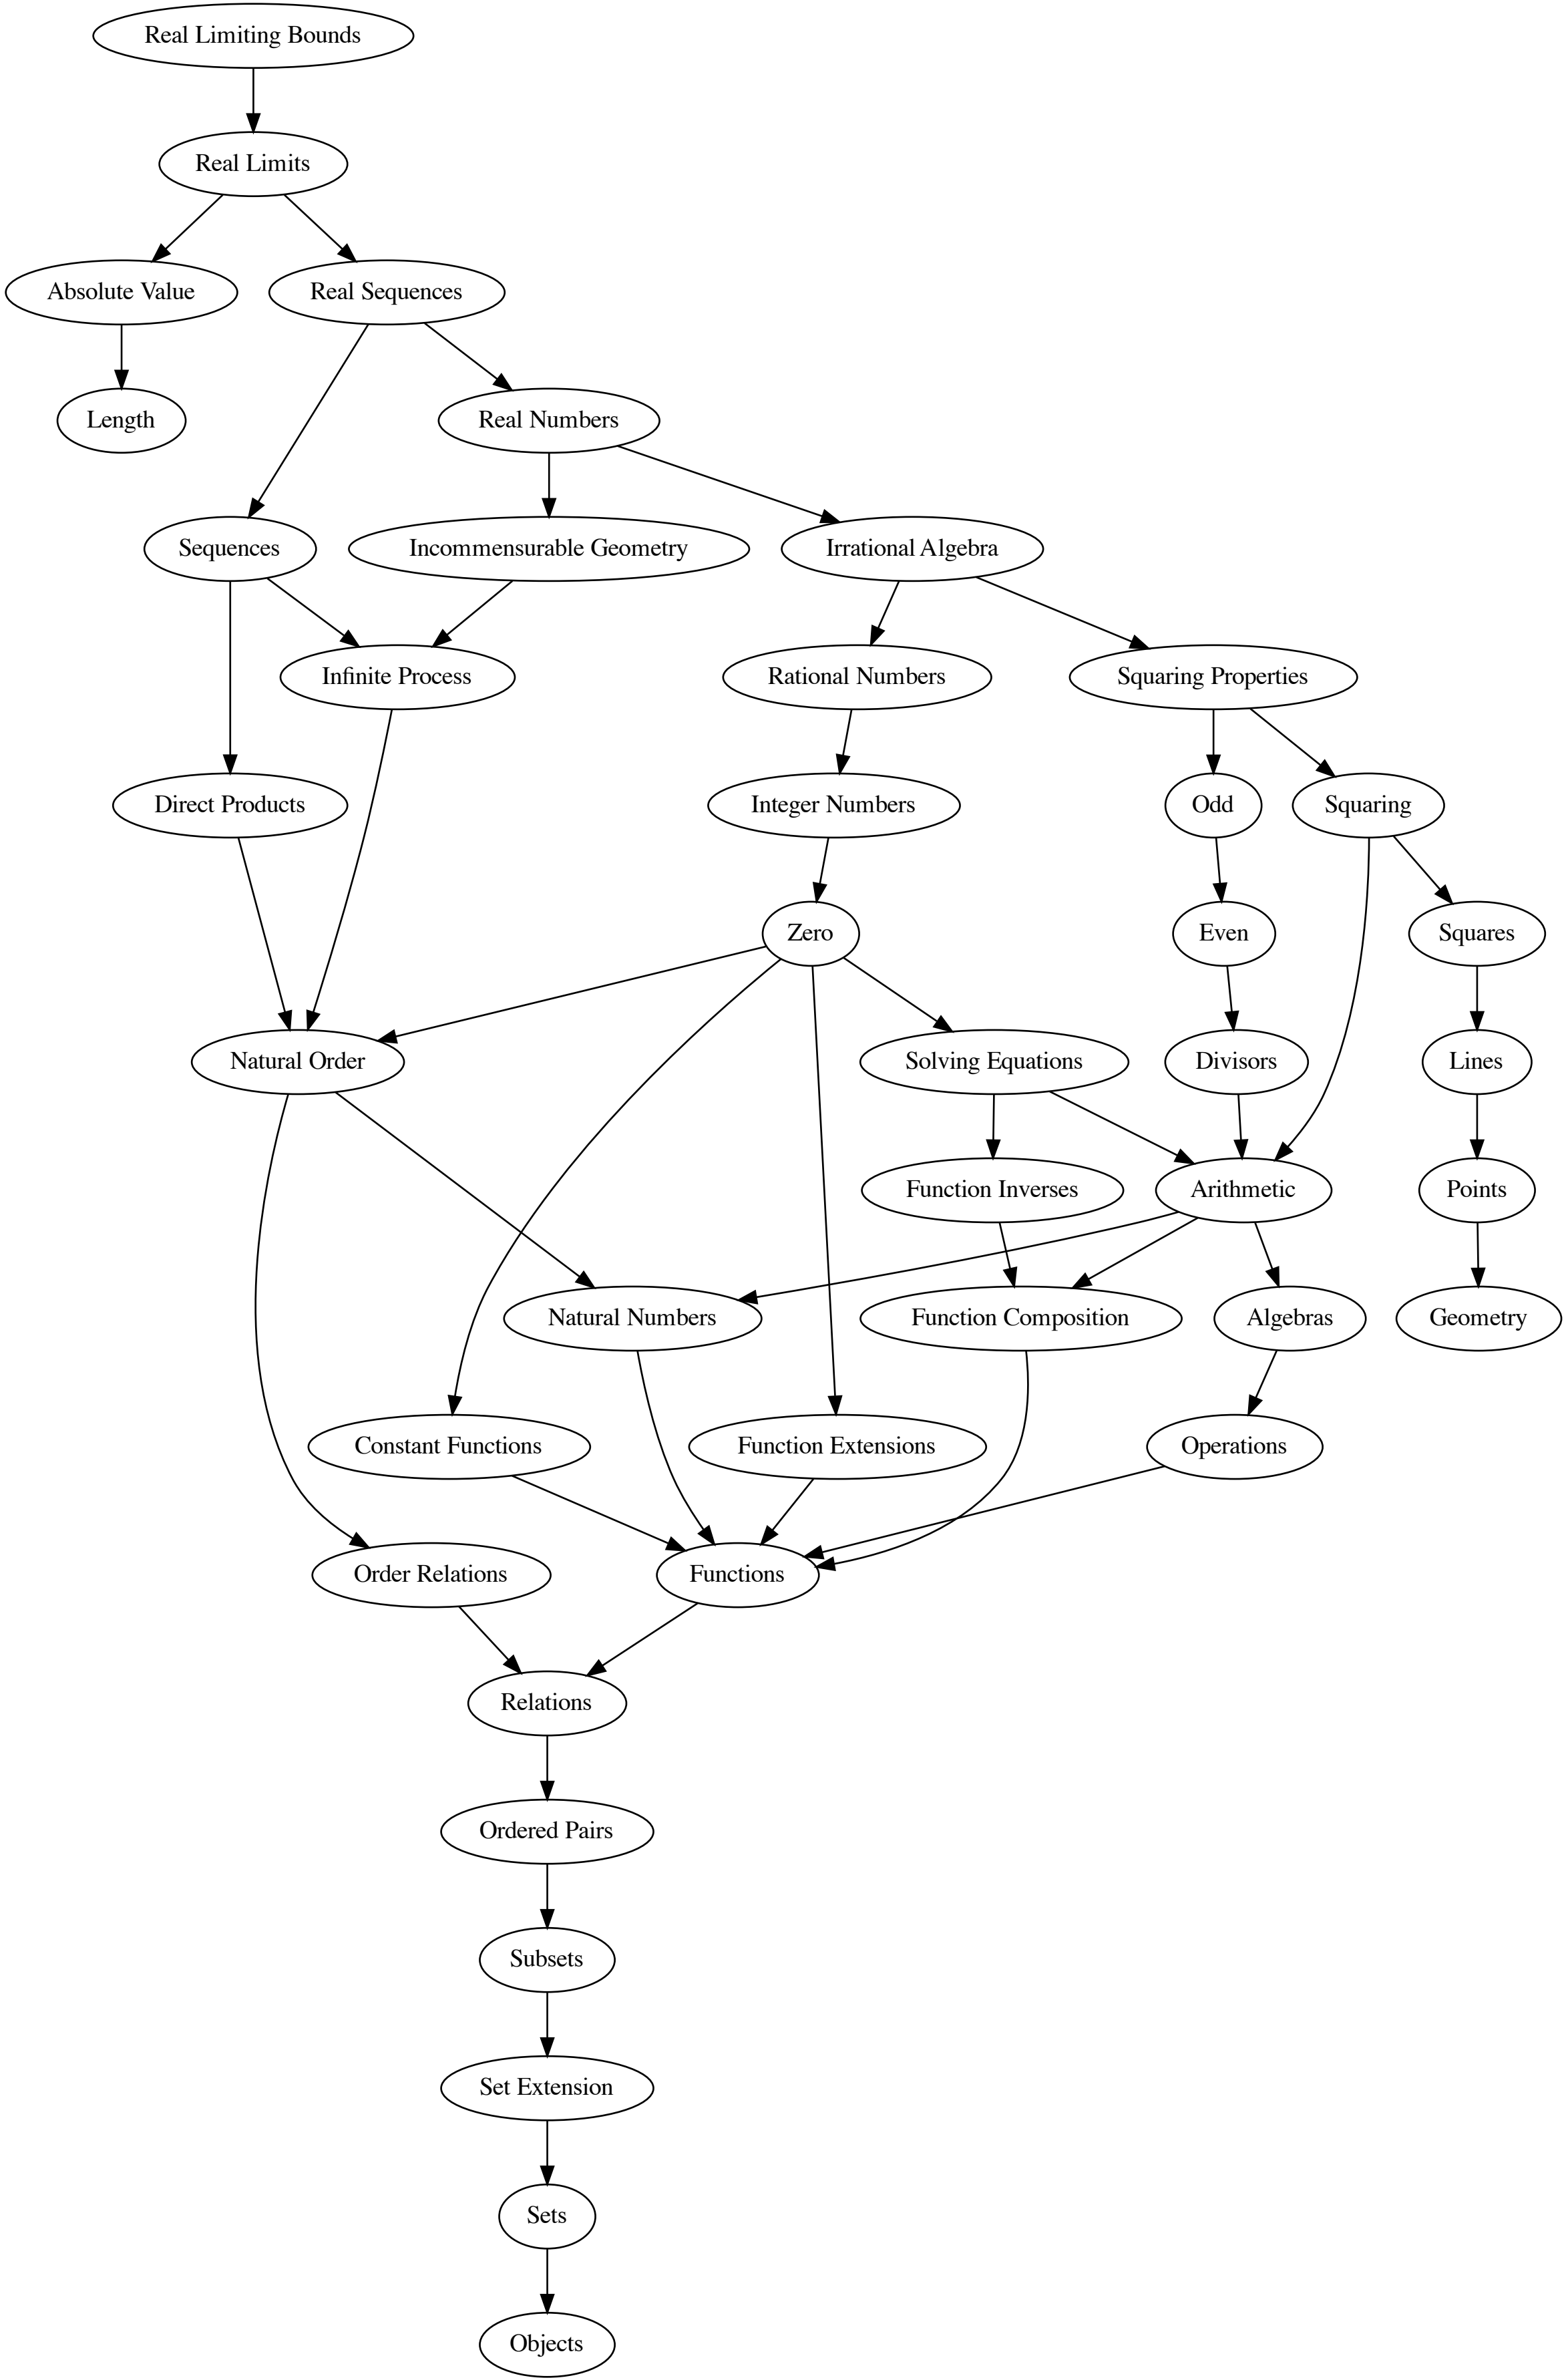 Real Limiting Bounds
Real Limits
Absolute Value
Real Sequences
Length
Real Numbers
Sequences
Incommensurable Geometry
Irrational Algebra
Infinite Process
Rational Numbers
Squaring Properties
Direct Products
Integer Numbers
Odd
Squaring
Zero
Even
Squares
Natural Order
Solving Equations
Divisors
Lines
Function Inverses
Arithmetic
Points
Natural Numbers
Function Composition
Algebras
Geometry
Constant Functions
Function Extensions
Operations
Order Relations
Functions
Relations
Ordered Pairs
Subsets
Set Extension
Sets
Objects